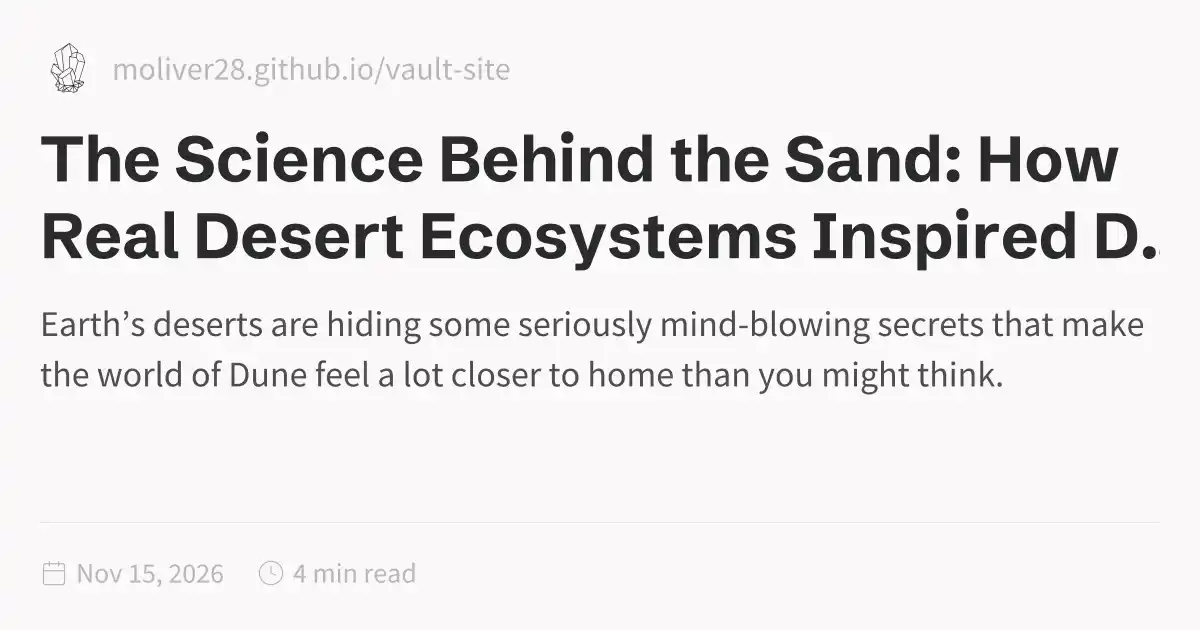 moliver28.github.io/vault-site
The Science Behind the Sand: How
Real Desert Ecosystems Inspired D.
Earth’s deserts are hiding some seriously mind-blowing secrets that make
the world of Dune feel a lot closer to home than you might think.
Nov 15, 2026
4 min read